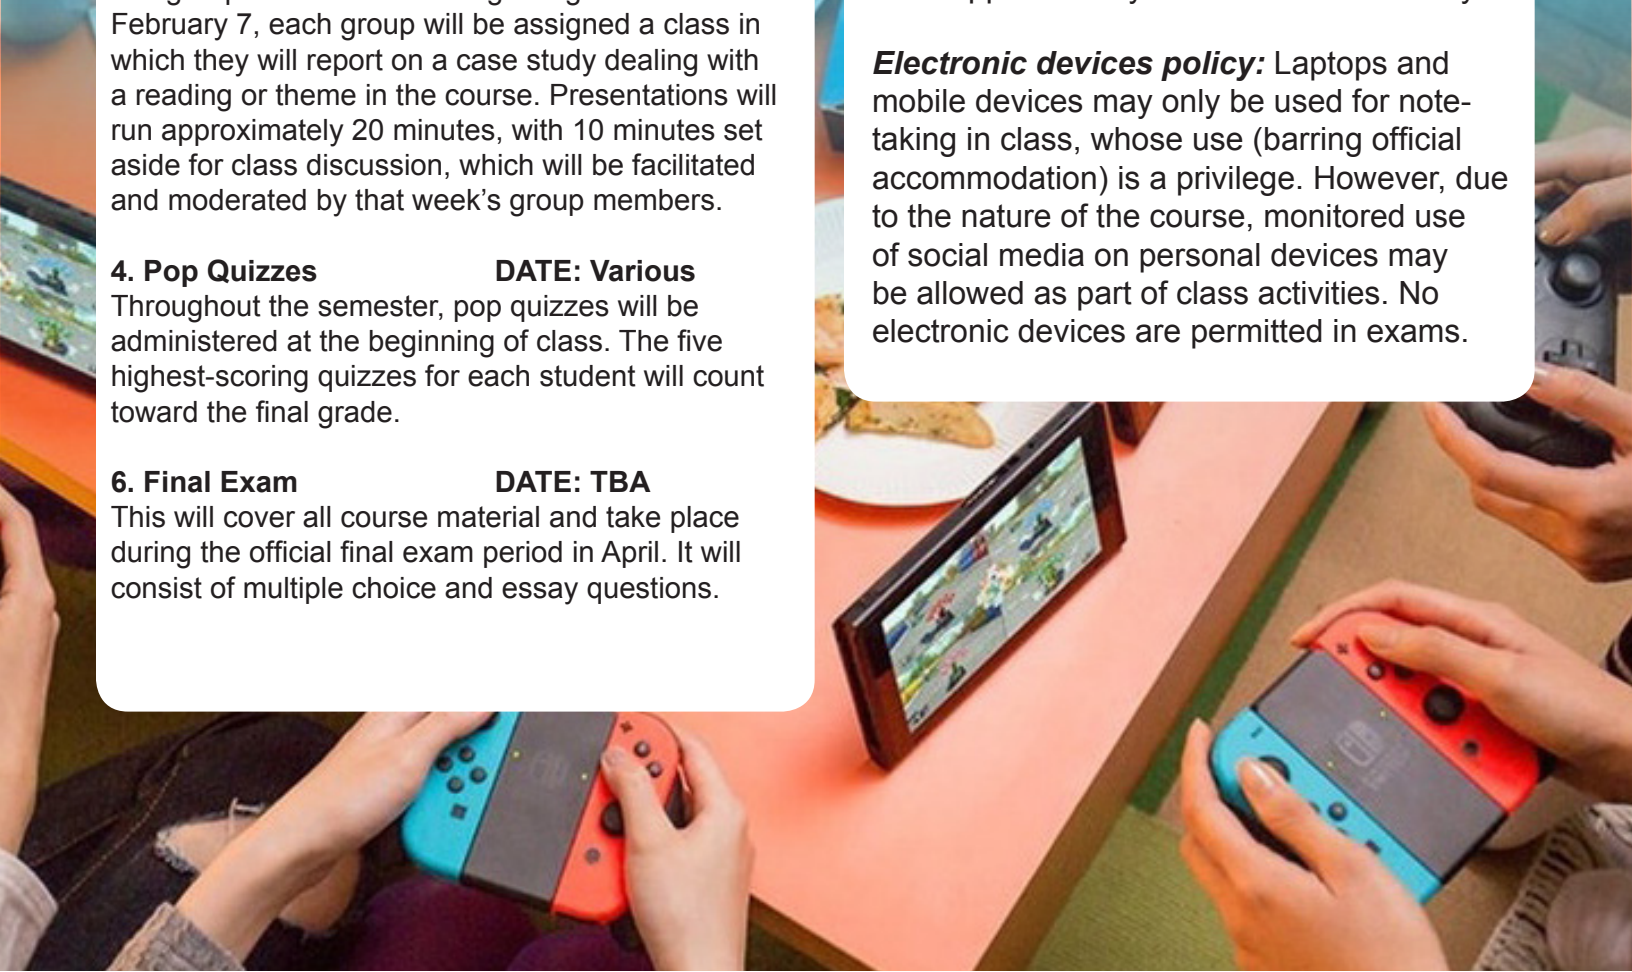 February 7, each group will be assigned a class in
which they will report on a case study dealing with
a reading or theme in the course. Presentations will
run approximately 20 minutes, with 10 minutes set
aside for class discussion, which will be facilitated
and moderated by that week’s group members.
4. Pop Quizzes DATE: Various
Throughout the semester, pop quizzes will be
administered at the beginning of class. The five
highest-scoring quizzes for each student will count
toward the final grade.
6. Final Exam DATE: TBA
This will cover all course material and take place
during the official final exam period in April. It will
consist of multiple choice and essay questions.
Electronic devices policy: Laptops and
mobile devices may only be used for note-
taking in class, whose use (barring official
accommodation) is a privilege. However, due
to the nature of the course, monitored use
of social media on personal devices may
be allowed as part of class activities. No
electronic devices are permitted in exams.